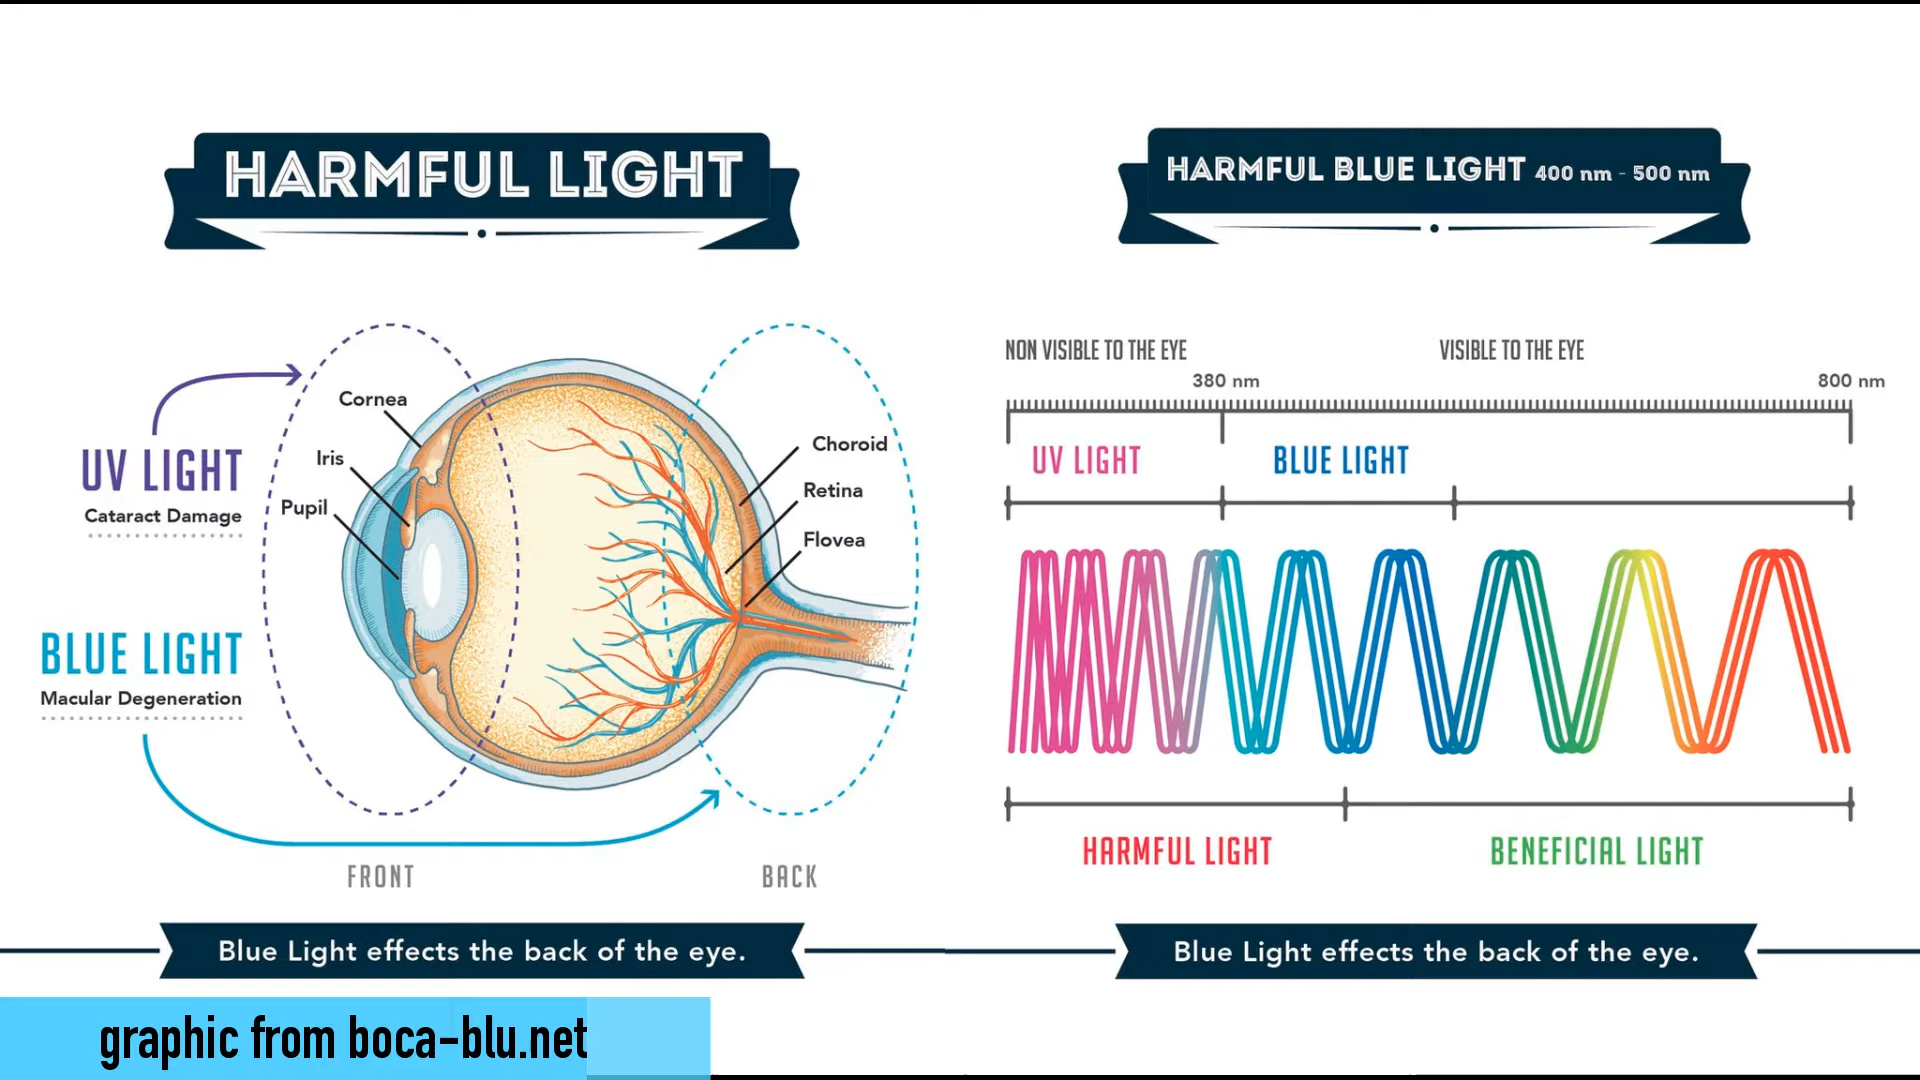 HARMFUL LIGHT
Cornea
Iris
Pupil
Choroid
Retina
Flovea
UV LIGHT
Cataract Damage
BLUE LIGHT
Macular Degeneration
FRONT
BACK
Blue Light effects the back of the eye.
HARMFUL BLUE LIGHT 400 nm - 500 nm
NON VISIBLE TO THE EYE
VISIBLE TO THE EYE
380 nm
800 nm
UV LIGHT
BLUE LIGHT
HARMFUL LIGHT
BENEFICIAL LIGHT
Blue Light effects the back of the eye.
graphic from boca-blu.net